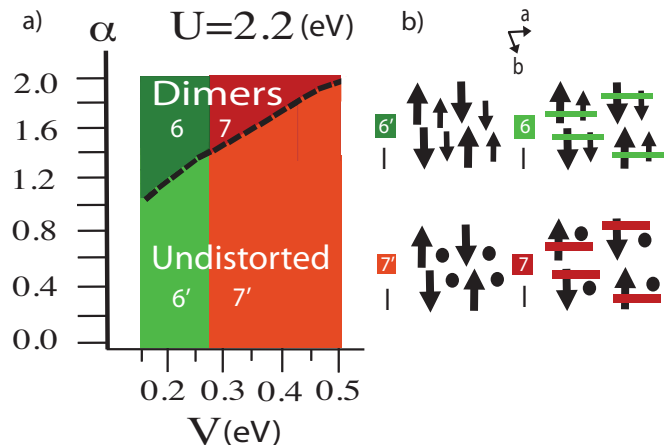 a)
α
U=2.2 (eV)
2.0
1.6
1.2
0.8
0.4
0.0
Dimers
6 7
Undistorted
6’ 7’
0.2 0.3 0.4 0.5
V(eV)
b)
a
b
6’
6
7’
7